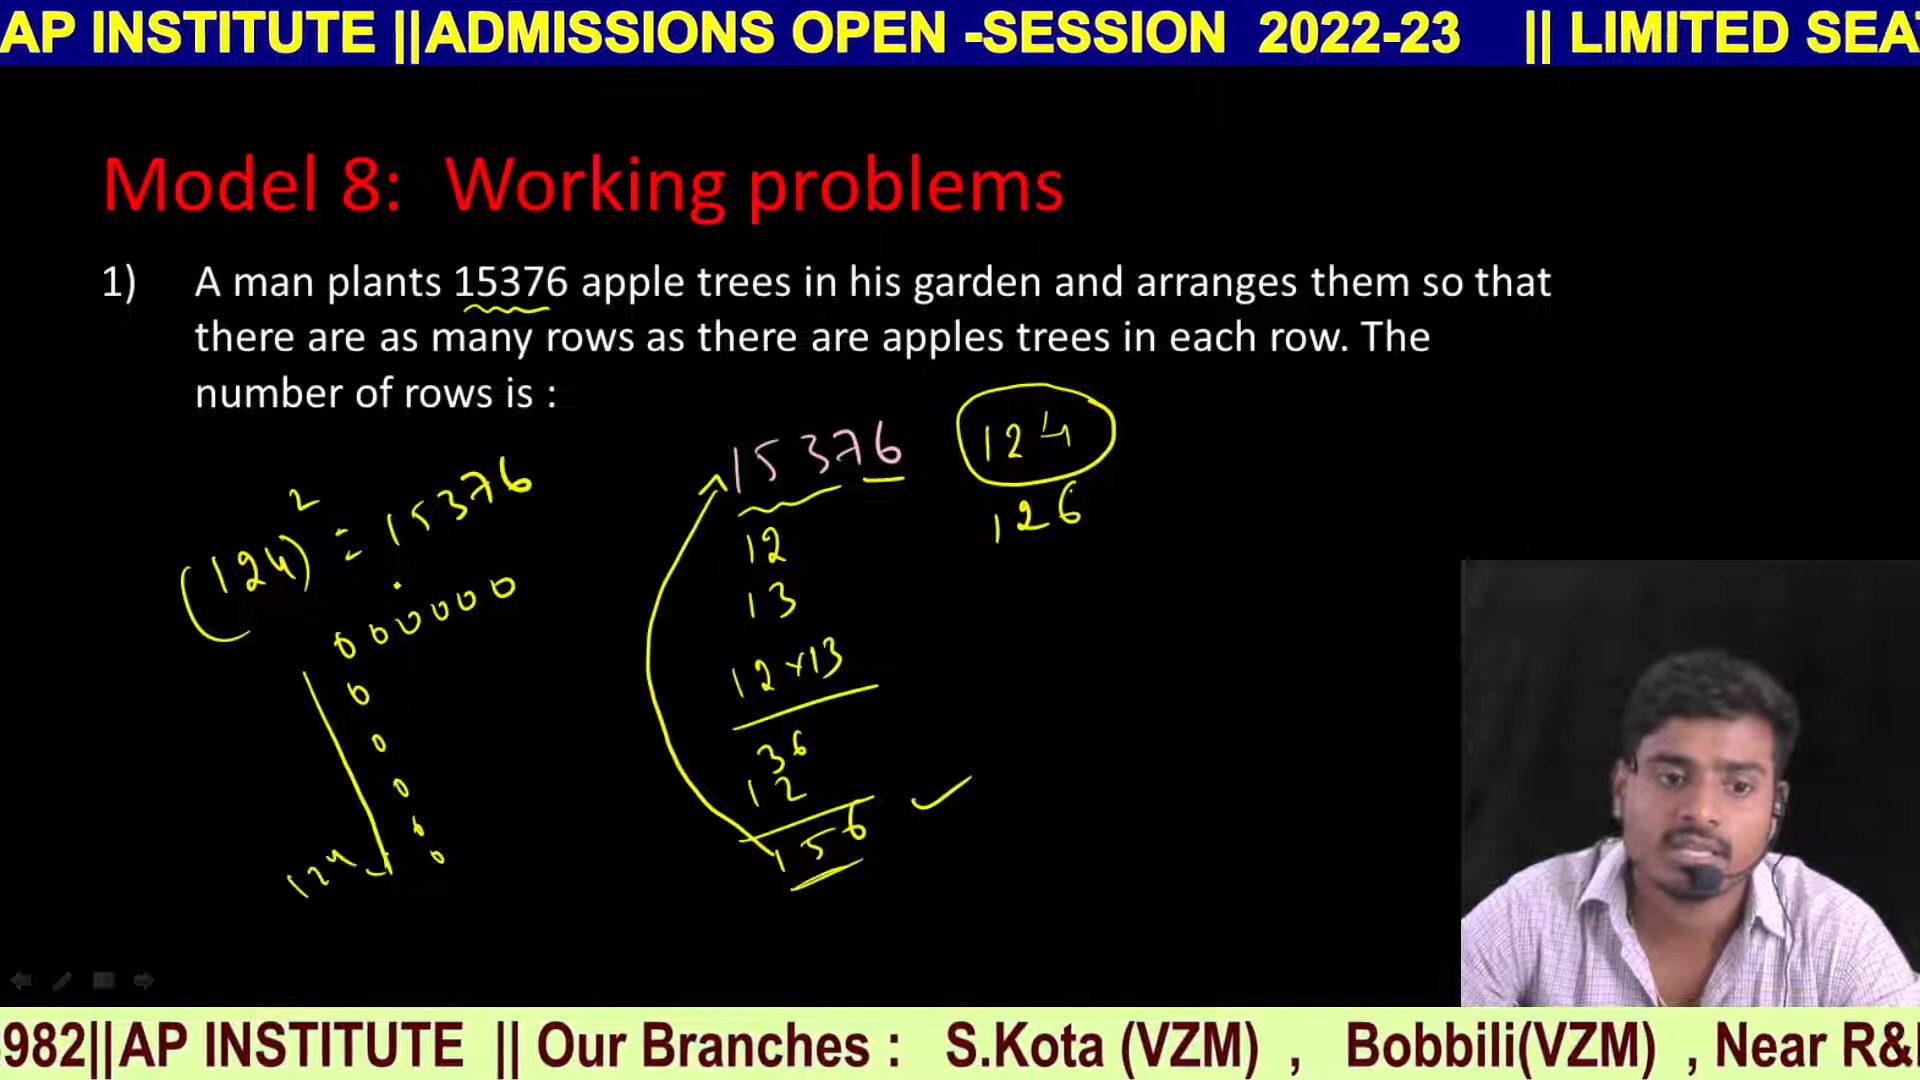 AP INSTITUTE ||ADMISSIONS OPEN -SESSION 2022-23 || LIMITED SEA
Model 8: Working problems
1) A man plants 15376 apple trees in his garden and arranges them so that
there are as many rows as there are apples trees in each row. The
number of rows is :
15376
124
126
(124)² = 15376
12
13
12 × 13
36
12
156
124
982||AP INSTITUTE || Our Branches : S.Kota (VZM) , Bobbili(VZM) , Near R&